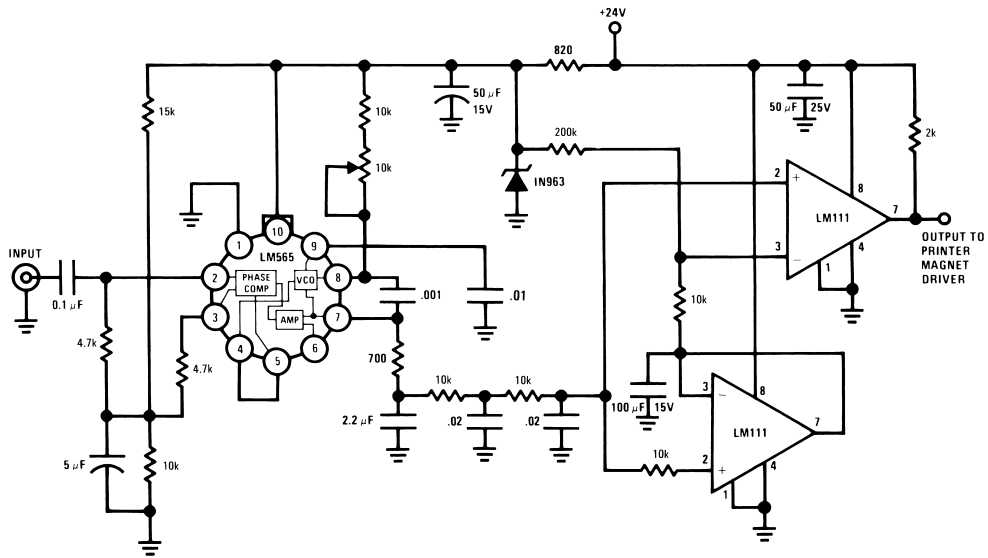 +24V
820
15k
10k
50 µF
15V
50 µF 25V
2k
200k
10k
IN963
2
+
8
LM111
7
3
−
4
1
OUTPUT TO
PRINTER
MAGNET
DRIVER
INPUT
0.1 µF
1
10
9
LM565
2
PHASE
COMP
VCO
8
3
AMP
7
4
5
6
.001
.01
4.7k
4.7k
700
10k
10k
10k
2.2 µF
.02
.02
100 µF 15V
3
−
8
LM111
7
10k
2
+
4
1
5 µF
10k